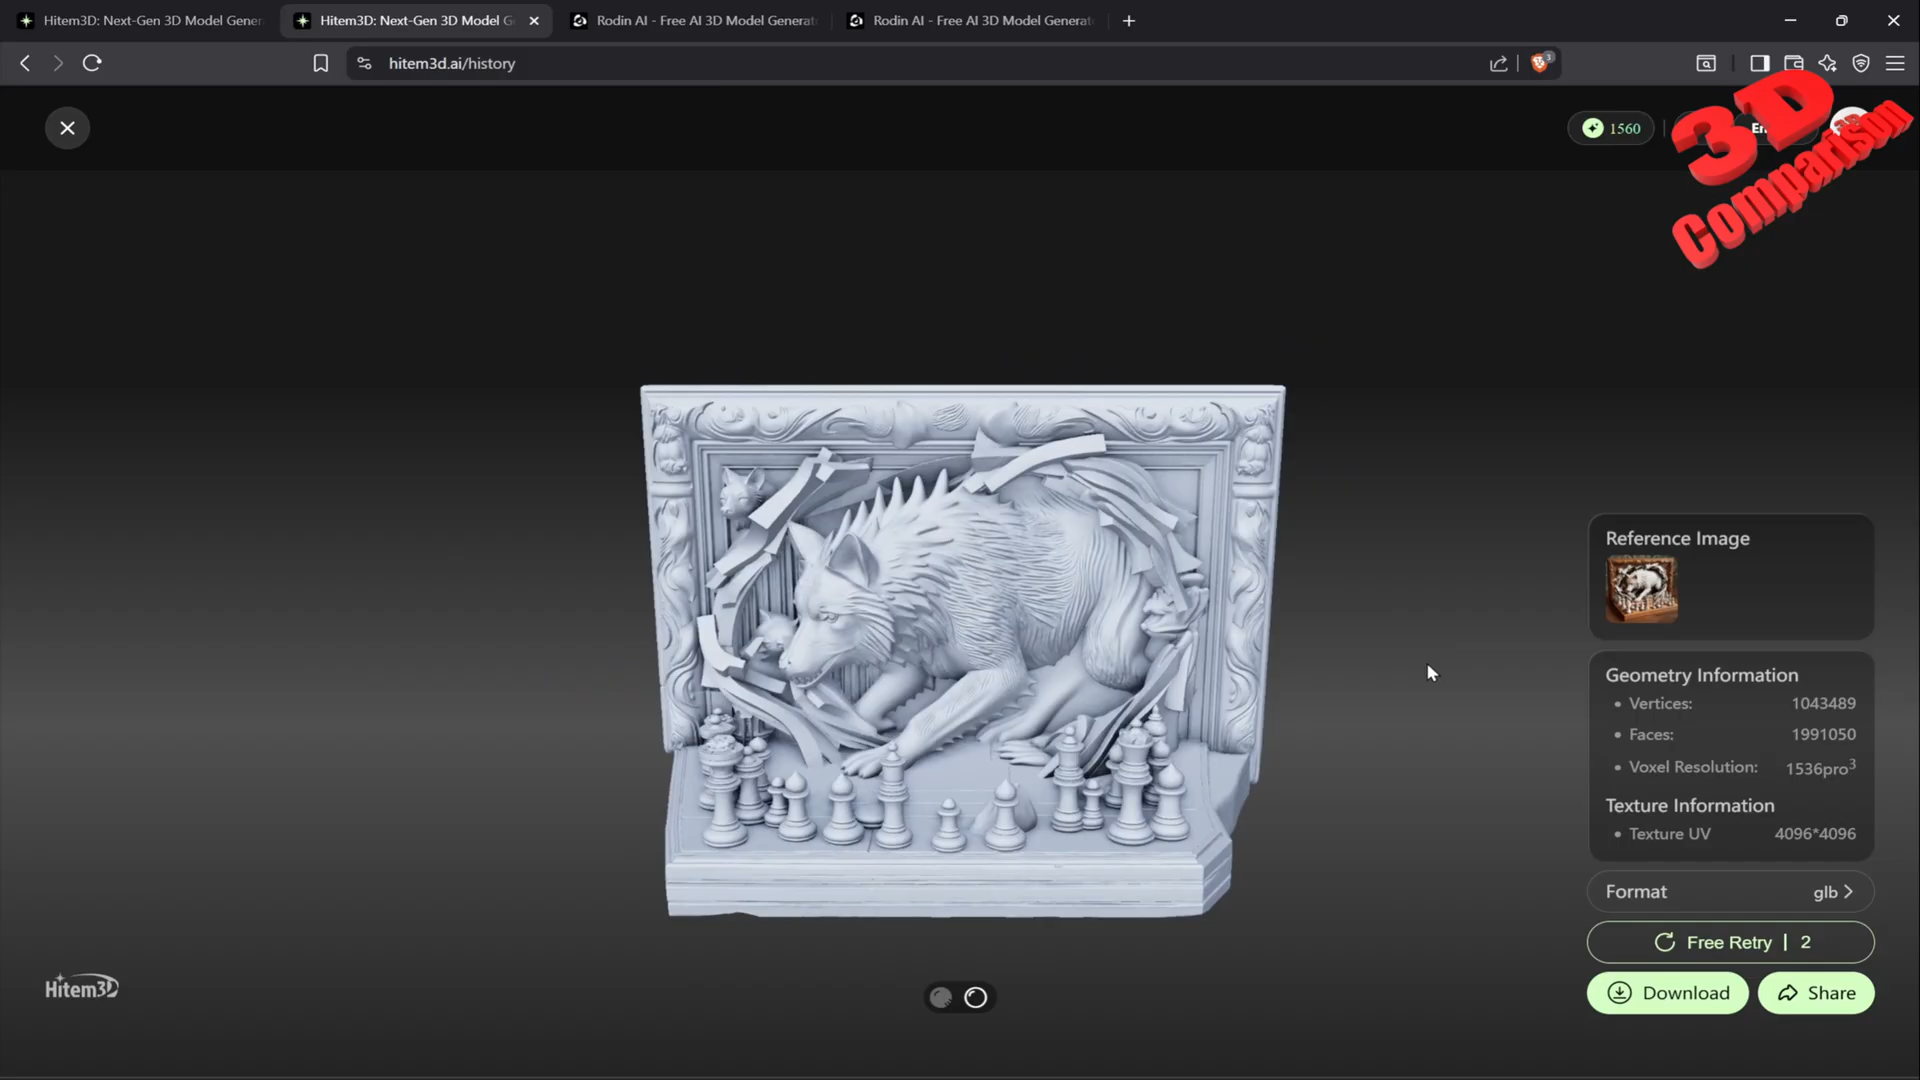 Hitem3D: Next-Gen 3D Model Gener
Hitem3D: Next-Gen 3D Model G
Rodin AI - Free AI 3D Model Generat
Rodin AI - Free AI 3D Model Generat
hitem3d.ai/history
3
1560
En
3D
Comparison
Reference Image
Geometry Information
• Vertices: 1043489
• Faces: 1991050
• Voxel Resolution: 1536pro³
Texture Information
• Texture UV 4096*4096
Format glb >
Free Retry | 2
Download Share
Hitem3D